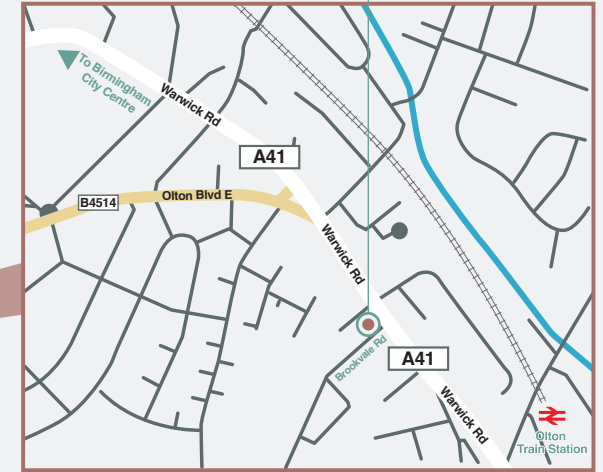 To Birmingham
City Centre
Warwick Rd
A41
B4514
Olton Blvd E
Warwick Rd
Brookvale Rd
A41
Warwick Rd
Olton
Train Station